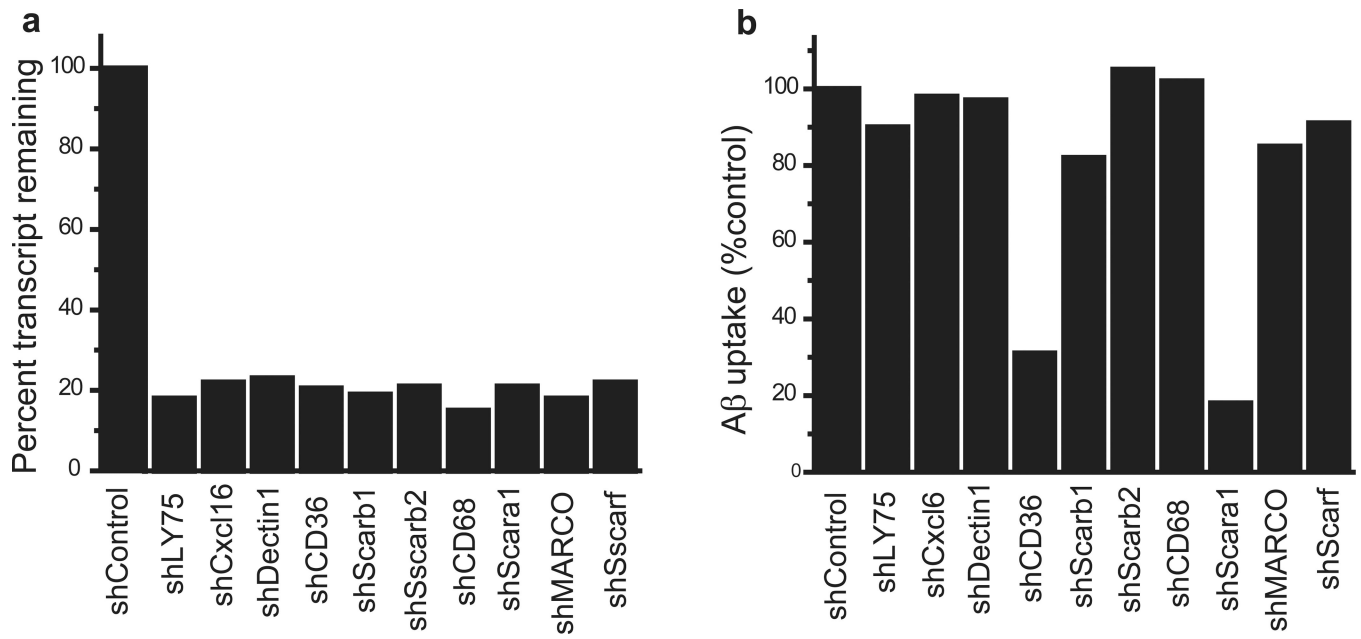 a
Percent transcript remaining
100
80
60
40
20
0
shControl
shLY75
shCxcl16
shDectin1
shCD36
shScarb1
shSscarb2
shCD68
shScara1
shMARCO
shSscarf
b
Aβ uptake (%control)
100
80
60
40
20
0
shControl
shLY75
shCxcl6
shDectin1
shCD36
shScarb1
shScarb2
shCD68
shScara1
shMARCO
shScarf